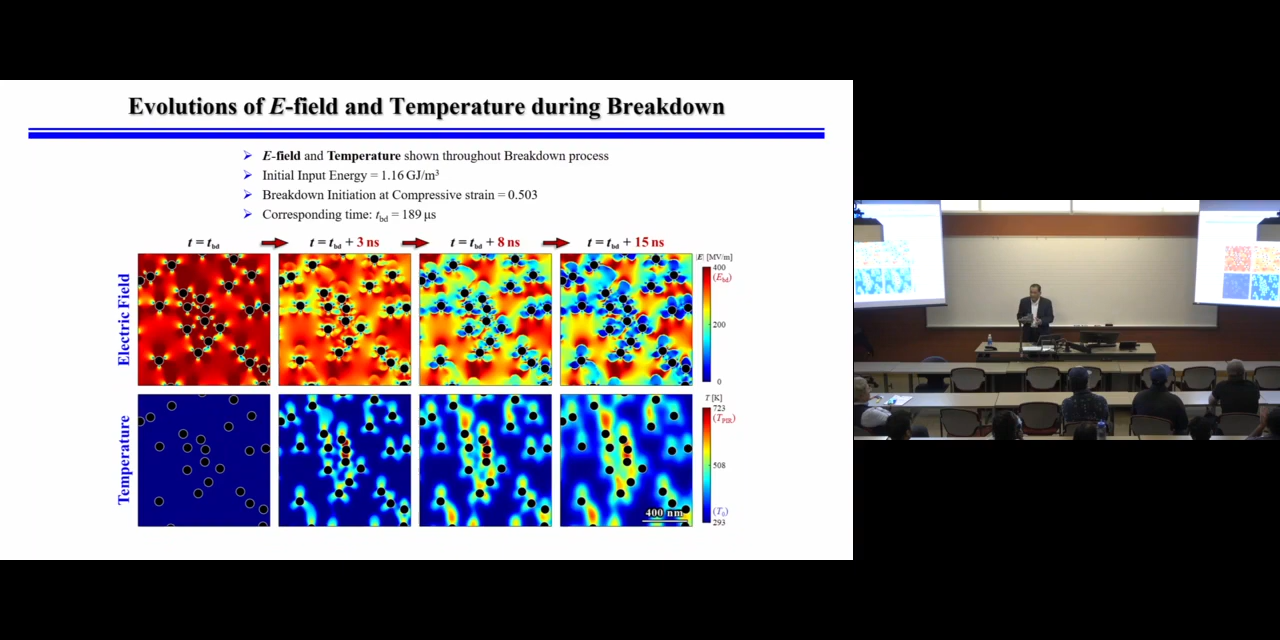 Evolutions of E-field and Temperature during Breakdown
E-field and Temperature shown throughout Breakdown process
Initial Input Energy = 1.16 GJ/m³
Breakdown Initiation at Compressive strain = 0.503
Corresponding time: tbd = 189 μs
t = tbd
t = tbd + 3 ns
t = tbd + 8 ns
t = tbd + 15 ns
Electric Field
|E| [MV/m]
400
(Ebd)
200
0
Temperature
T [K]
723
(TPIR)
508
(T0)
293
400 nm